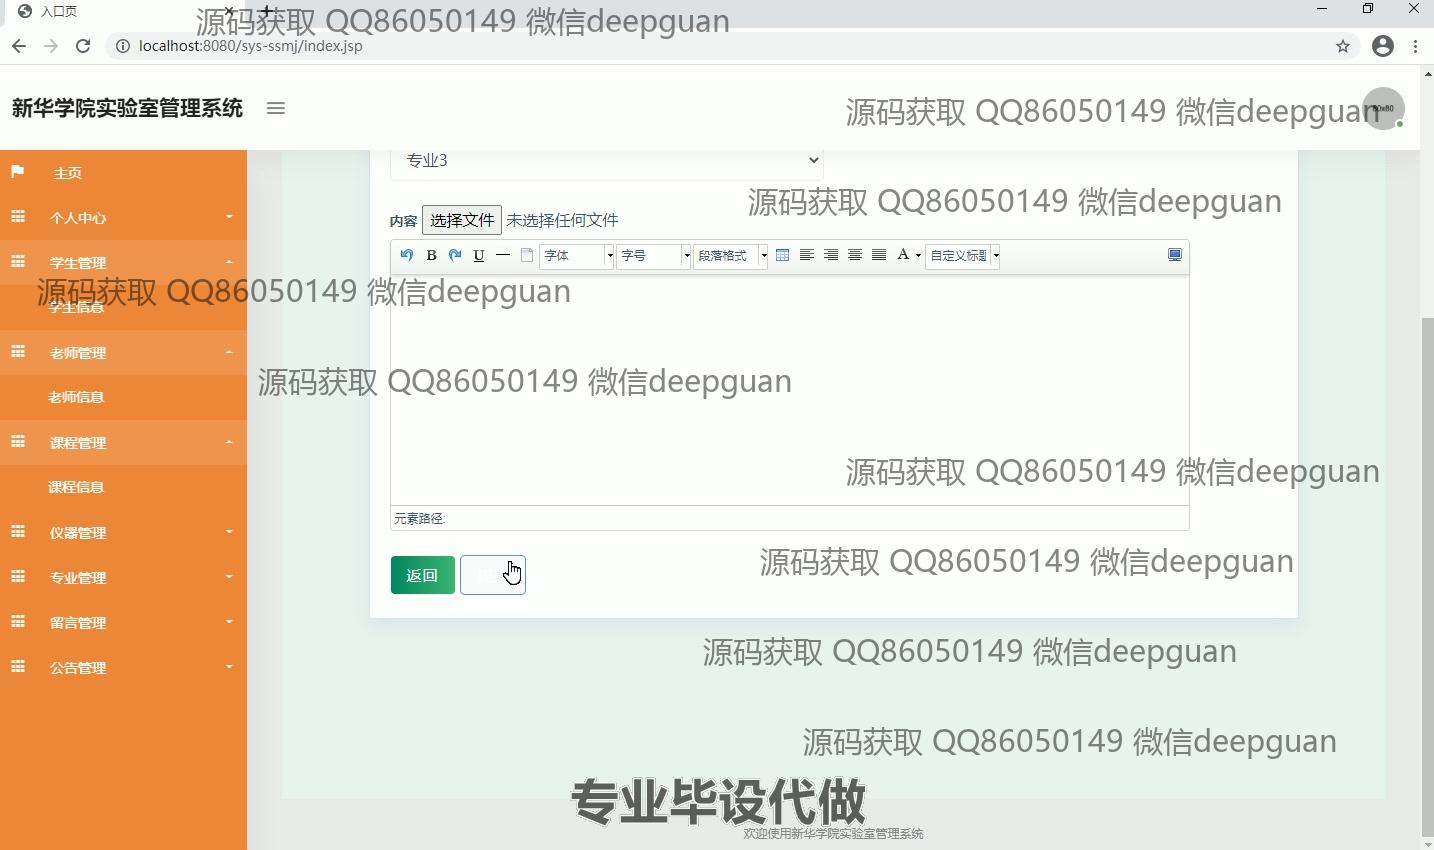 入口页
源码获取 QQ86050149 微信deepguan
localhost:8080/sys-ssmj/index.jsp
新华学院实验室管理系统
源码获取 QQ86050149 微信deepguan
80x80
专业3
主页
源码获取 QQ86050149 微信deepguan
个人中心
内容 选择文件 未选择任何文件
B U 字体 字号 段落格式 A 自定义标题
学生管理
源码获取 QQ86050149 微信deepguan
学生信息
老师管理
源码获取 QQ86050149 微信deepguan
老师信息
课程管理
源码获取 QQ86050149 微信deepguan
课程信息
元素路径:
仪器管理
源码获取 QQ86050149 微信deepguan
返回
专业管理
留言管理
源码获取 QQ86050149 微信deepguan
公告管理
源码获取 QQ86050149 微信deepguan
专业毕设代做
欢迎使用新华学院实验室管理系统